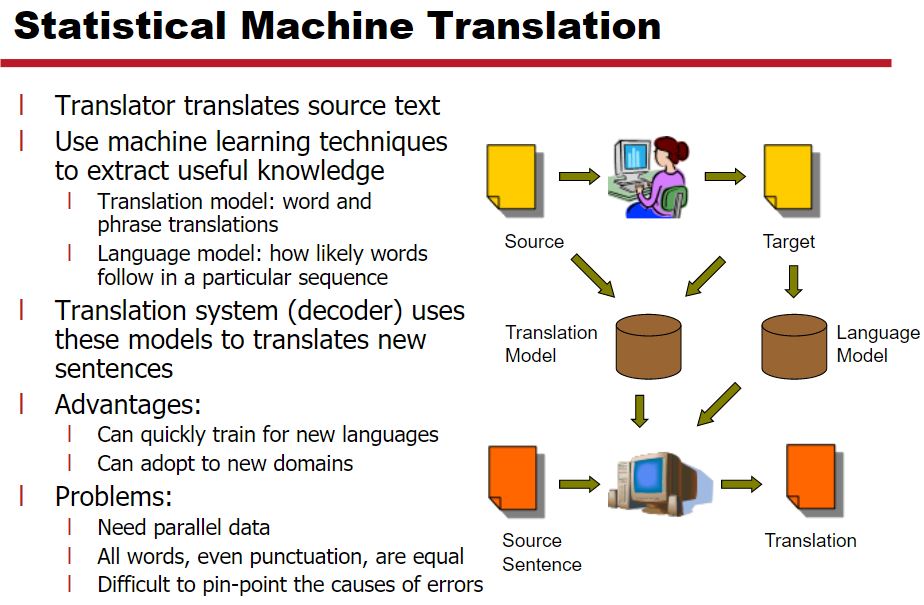 Statistical Machine Translation
Translator translates source text
Use machine learning techniques
to extract useful knowledge
Translation model: word and
phrase translations
Language model: how likely words
follow in a particular sequence
Translation system (decoder) uses
these models to translates new
sentences
Advantages:
Can quickly train for new languages
Can adopt to new domains
Problems:
Need parallel data
All words, even punctuation, are equal
Difficult to pin-point the causes of errors
Source
Target
Translation
Model
Language
Model
Source
Sentence
Translation